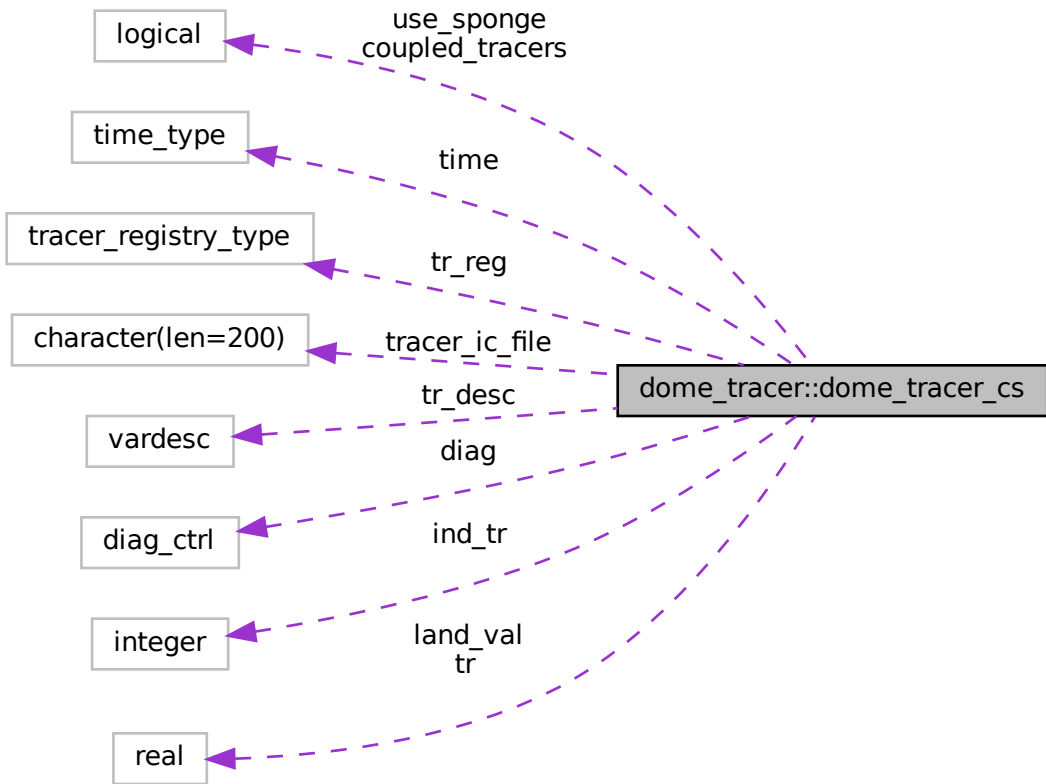 use_sponge
coupled_tracers
logical
time_type
time
tracer_registry_type
tr_reg
character(len=200)
tracer_ic_file
dome_tracer::dome_tracer_cs
tr_desc
vardesc
diag
diag_ctrl
ind_tr
integer
land_val
tr
real